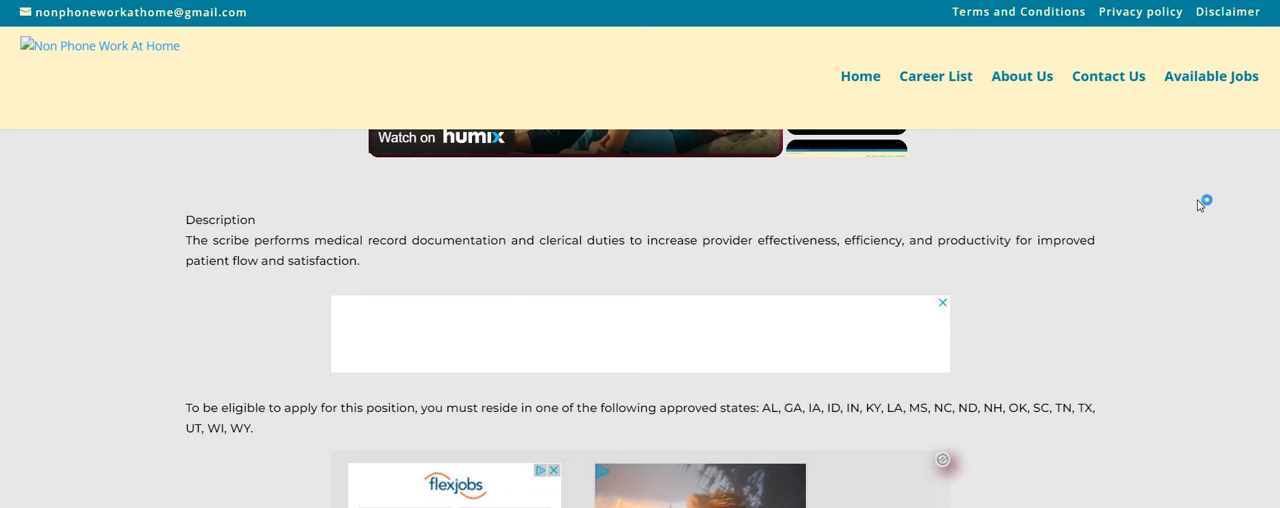 nonphoneworkathome@gmail.com
Terms and Conditions Privacy policy Disclaimer
Non Phone Work At Home
Home Career List About Us Contact Us Available Jobs
Watch on humix
Description
The scribe performs medical record documentation and clerical duties to increase provider effectiveness, efficiency, and productivity for improved
patient flow and satisfaction.
To be eligible to apply for this position, you must reside in one of the following approved states: AL, GA, IA, ID, IN, KY, LA, MS, NC, ND, NH, OK, SC, TN, TX,
UT, WI, WY.
flexjobs